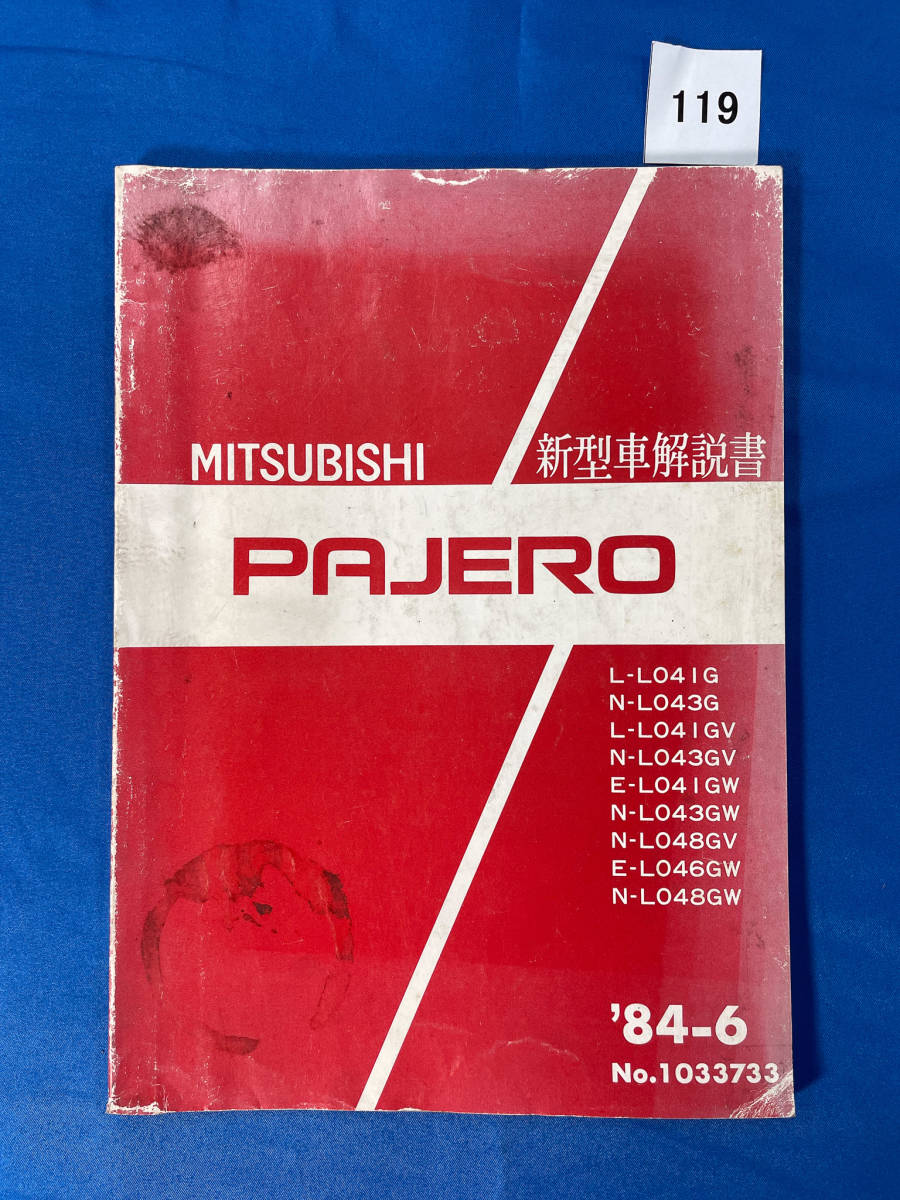 119
MITSUBISHI 新型車解説書
PAJERO
L-L041G
N-L043G
L-L041GV
N-L043GV
E-L041GW
N-L043GW
N-L048GV
E-L046GW
N-L048GW
'84-6
No.1033733